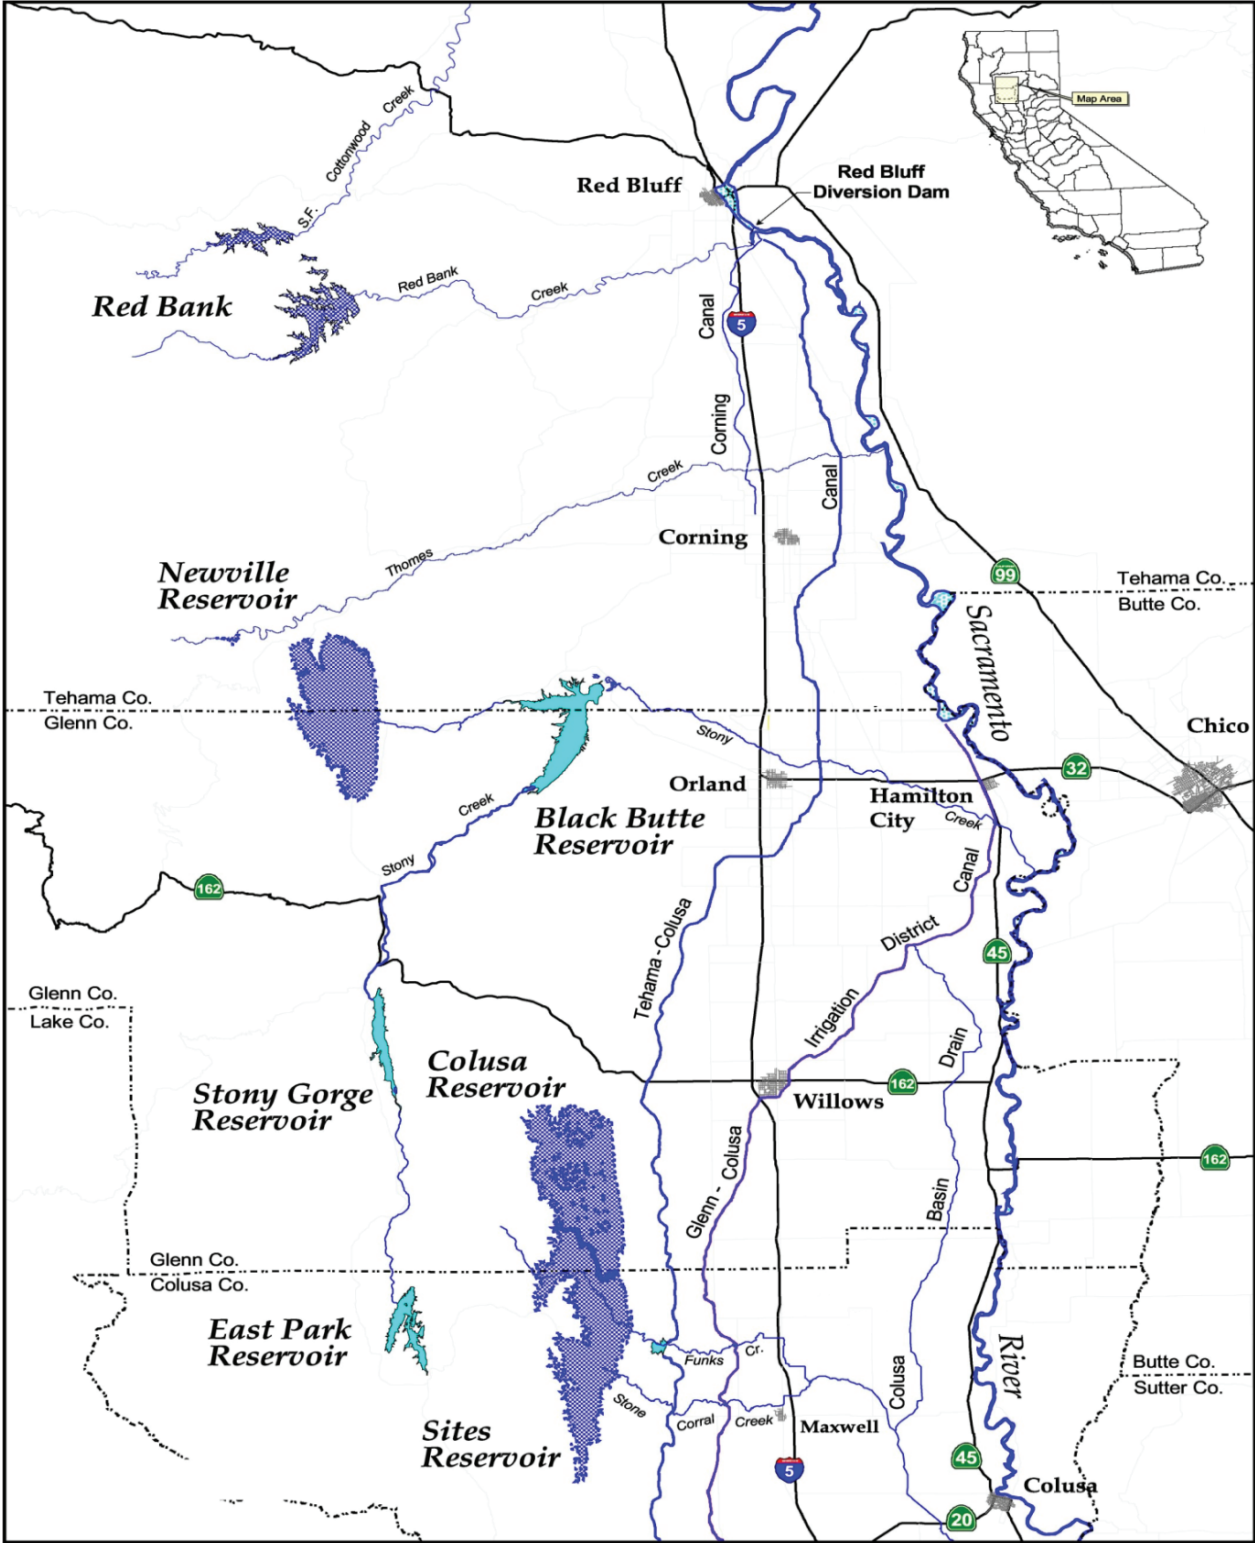 Creek
Cottonwood
S.F.
Map Area
Red Bluff
Red Bluff
Diversion Dam
Red Bank
Red Bank
Creek
Canal
5
Corning
Creek
Canal
Corning
Thomes
Newville
Reservoir
99
Tehama Co.
Butte Co.
Sacramento
Tehama Co.
Glenn Co.
Stony
Chico
Orland
32
Hamilton
City
Creek
Black Butte
Reservoir
Creek
Stony
162
Canal
District
Tehama-Colusa
45
Irrigation
Glenn Co.
Lake Co.
Drain
Colusa
Reservoir
Stony Gorge
Reservoir
162
Willows
Glenn - Colusa
162
Basin
Glenn Co.
Colusa Co.
East Park
Reservoir
Funks
Cr.
River
Butte Co.
Sutter Co.
Colusa
Stone
Corral
Creek
Maxwell
Sites
Reservoir
5
45
Colusa
20